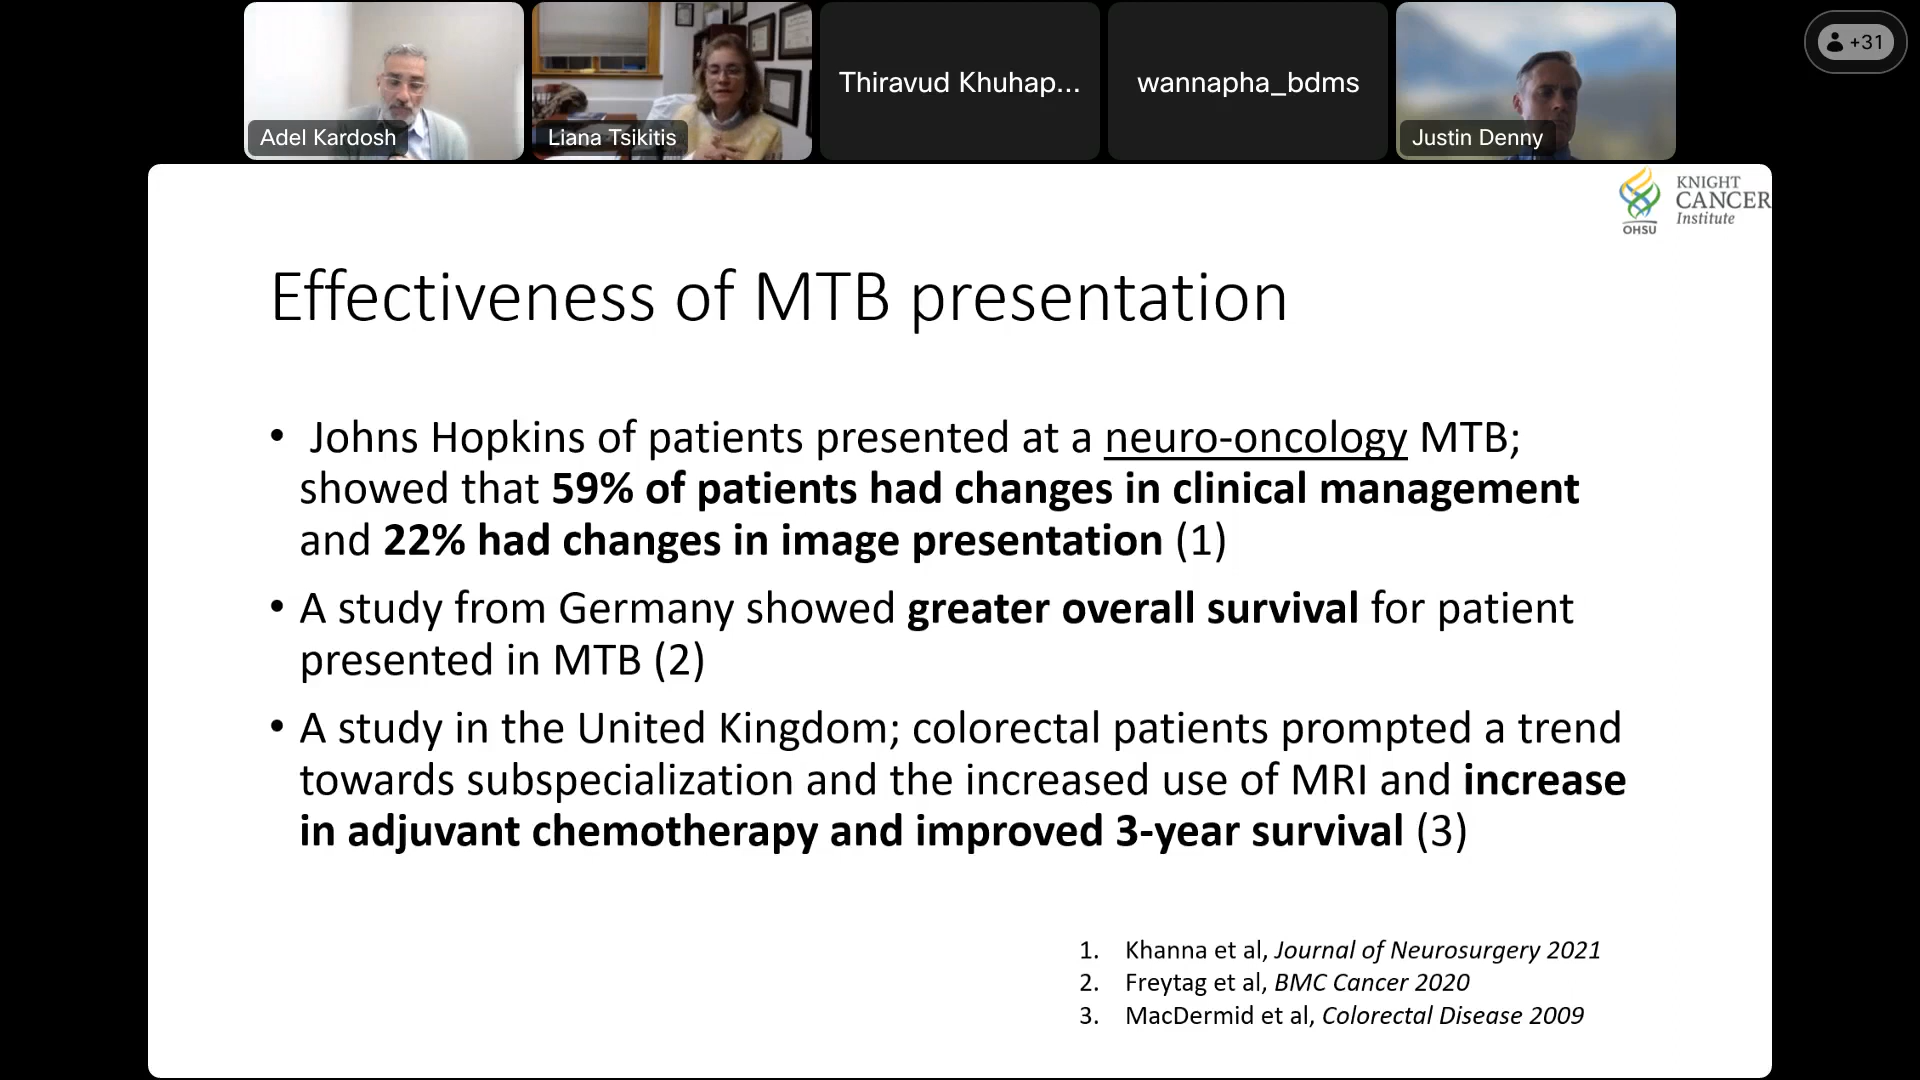 +31
Adel Kardosh
Liana Tsikitis
Thiravud Khuhap...
wannapha_bdms
Justin Denny
KNIGHT
CANCER
Institute
OHSU
Effectiveness of MTB presentation
• Johns Hopkins of patients presented at a neuro-oncology MTB;
showed that 59% of patients had changes in clinical management
and 22% had changes in image presentation (1)
• A study from Germany showed greater overall survival for patient
presented in MTB (2)
• A study in the United Kingdom; colorectal patients prompted a trend
towards subspecialization and the increased use of MRI and increase
in adjuvant chemotherapy and improved 3-year survival (3)
1. Khanna et al, Journal of Neurosurgery 2021
2. Freytag et al, BMC Cancer 2020
3. MacDermid et al, Colorectal Disease 2009